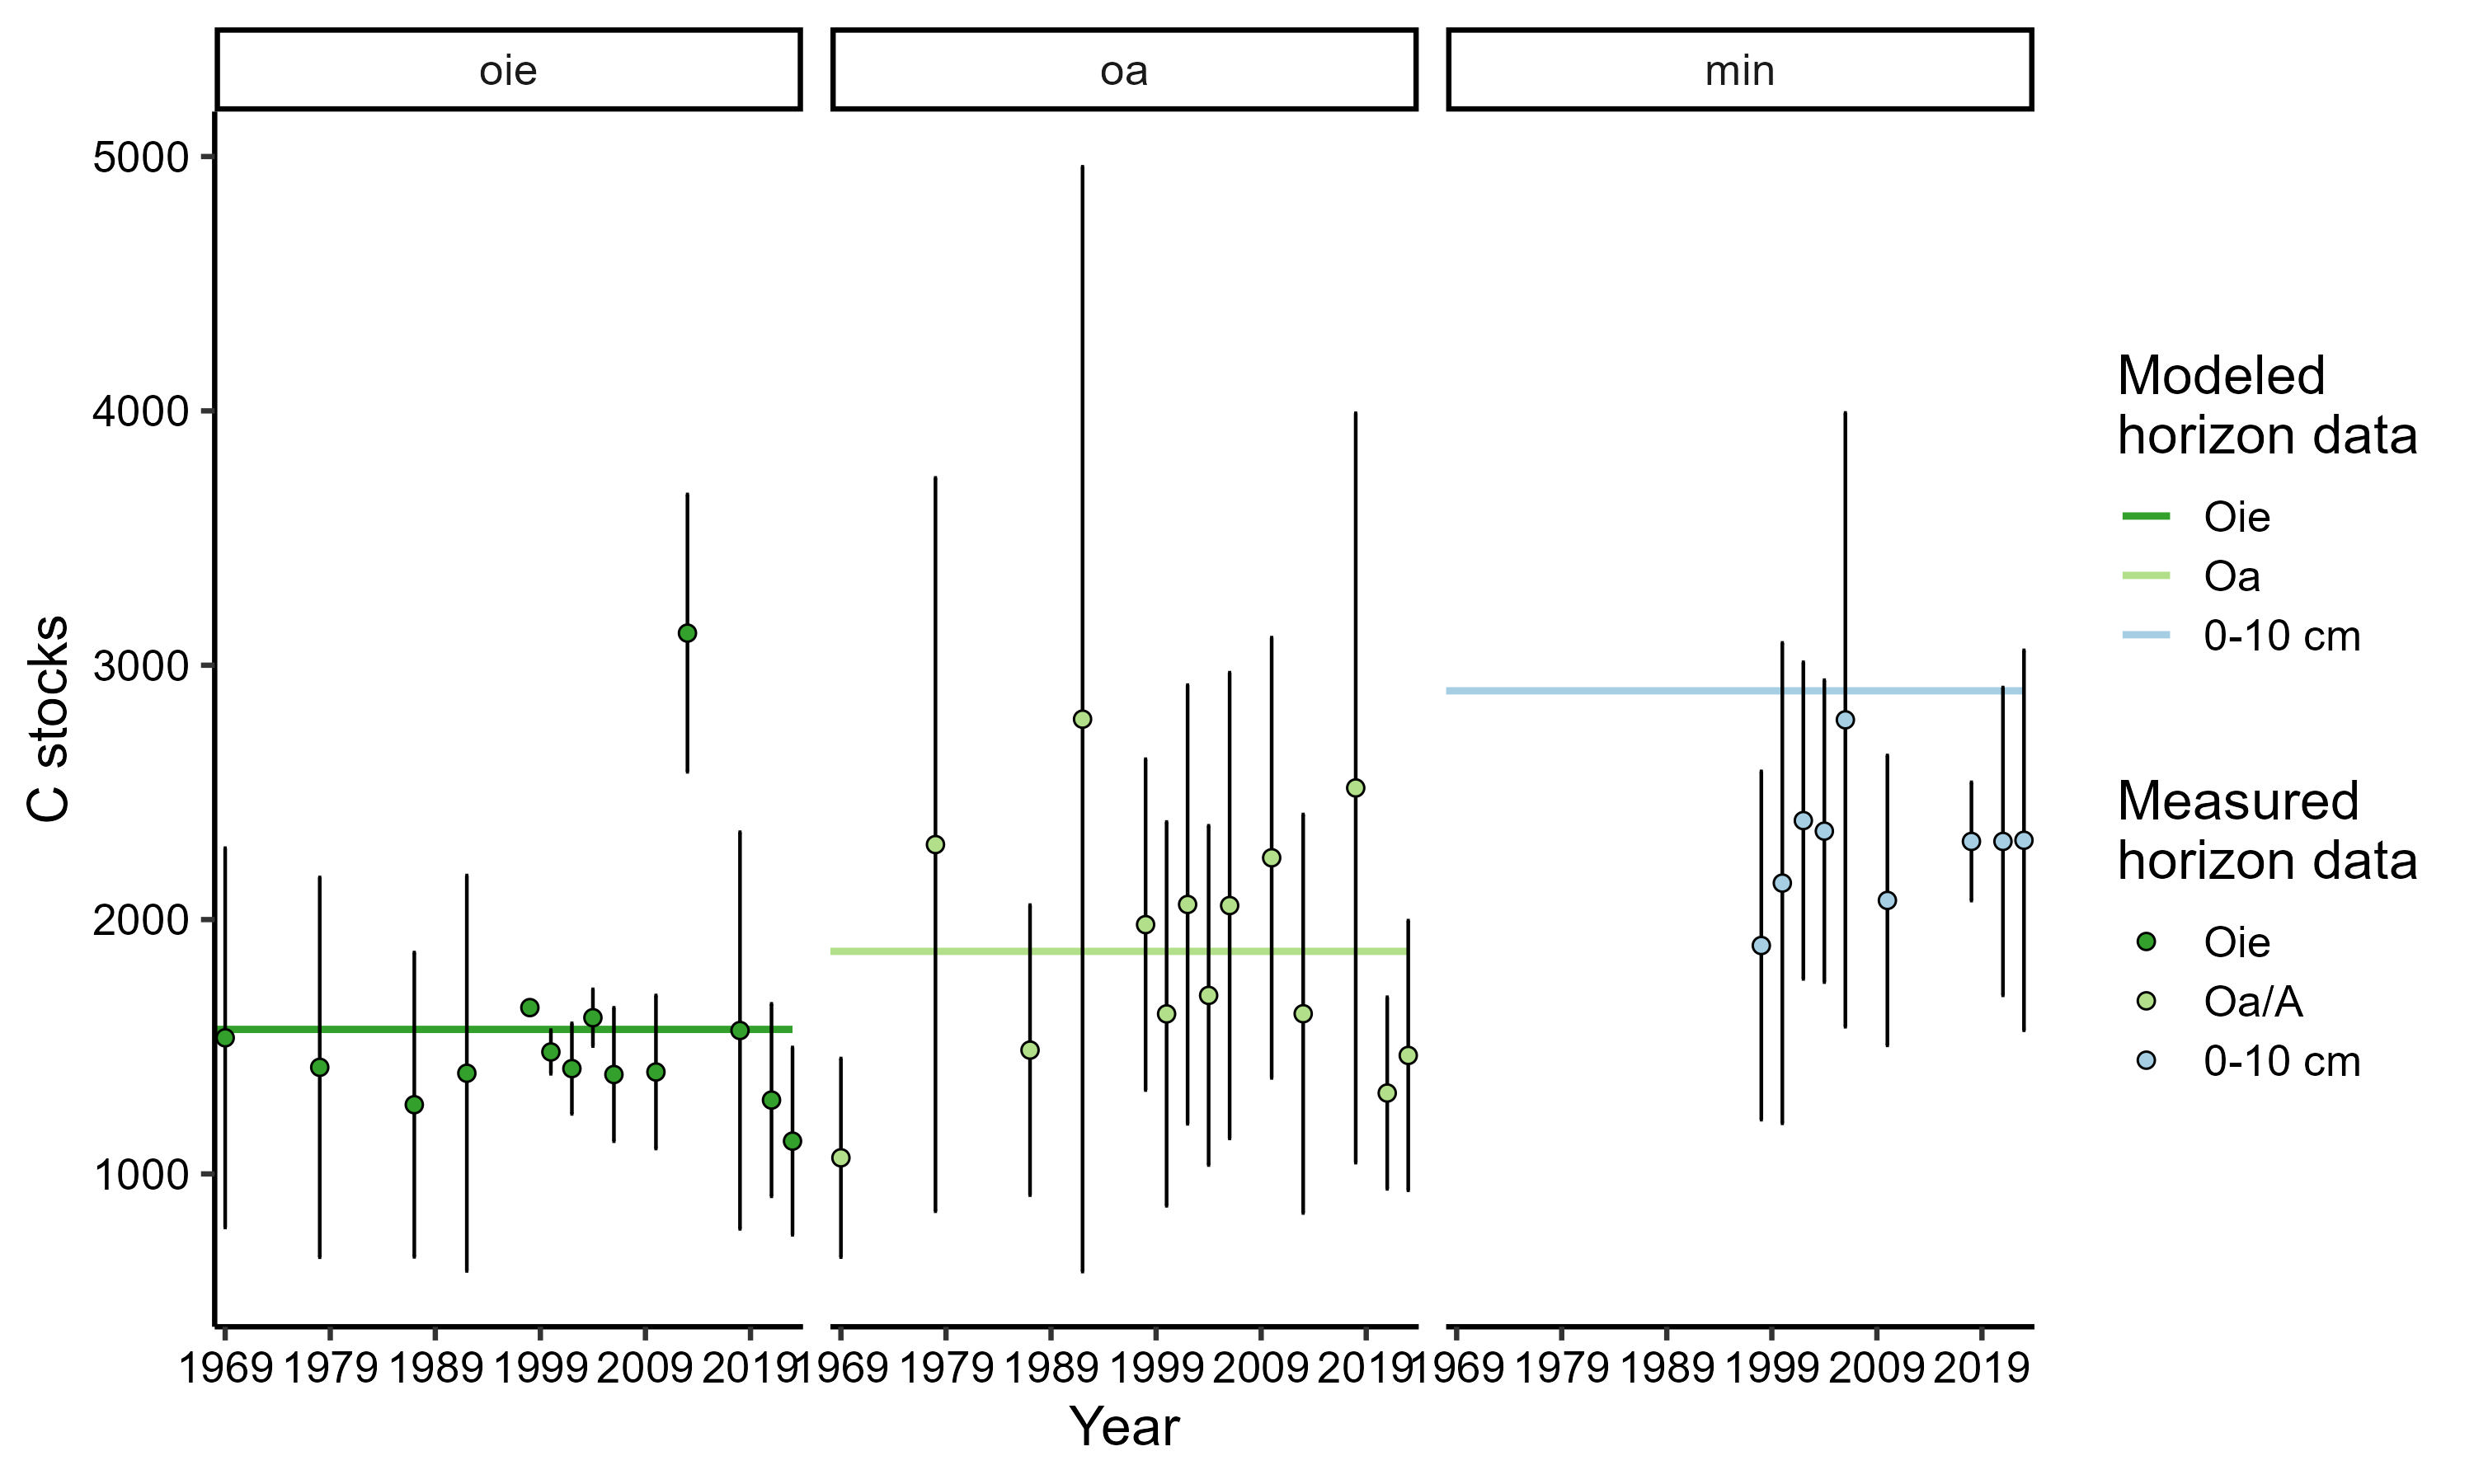 oie
oa
min
5000
4000
3000
2000
1000
C stocks
1969 1979 1989 1999 2009 2019
1969 1979 1989 1999 2009 2019
1969 1979 1989 1999 2009 2019
Year
Modeled
horizon data
Oie
Oa
0-10 cm
Measured
horizon data
Oie
Oa/A
0-10 cm